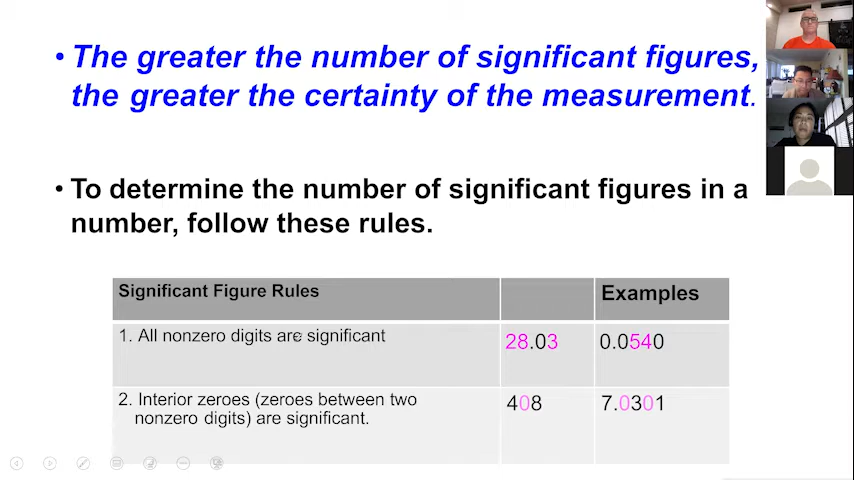 • The greater the number of significant figures,
the greater the certainty of the measurement.
• To determine the number of significant figures in a
number, follow these rules.
Significant Figure Rules Examples
1. All nonzero digits are significant 28.03 0.0540
2. Interior zeroes (zeroes between two 408 7.0301
nonzero digits) are significant.